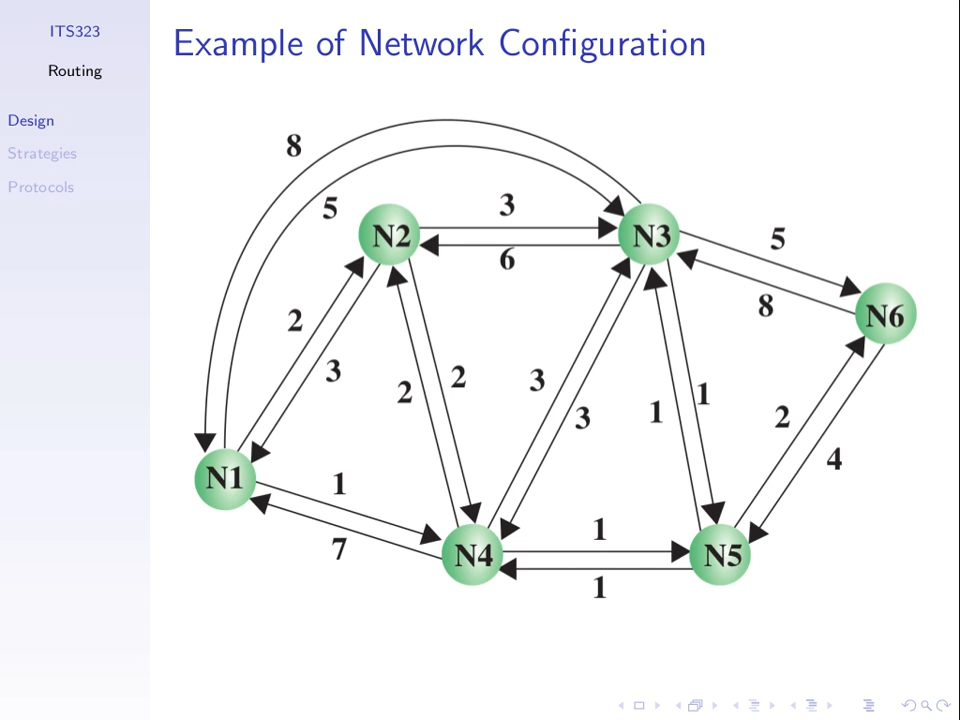 ITS323
Routing
Design
Strategies
Protocols
Example of Network Configuration
8
5
N2
3
6
N3
5
8
N6
2
3
2
2
3
3
1
1
2
4
N1
1
7
N4
1
1
N5